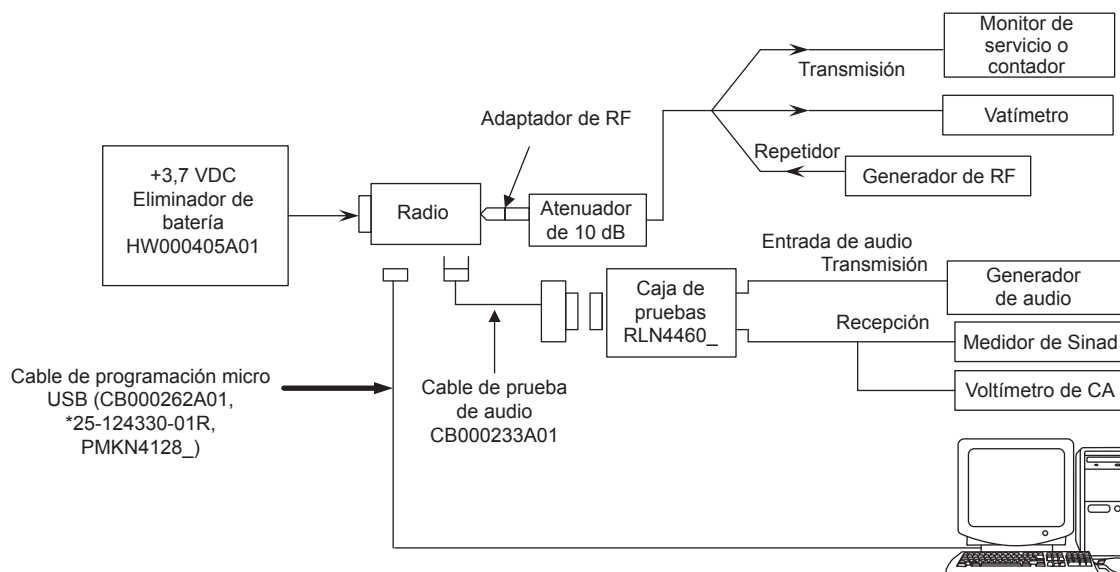 Monitor de
servicio o
contador
Transmisión
Vatímetro
Adaptador de RF
Repetidor
Generador de RF
+3,7 VDC
Eliminador de
batería
HW000405A01
Radio
Atenuador
de 10 dB
Entrada de audio
Transmisión
Generador
de audio
Caja de
pruebas
RLN4460_
Recepción
Medidor de Sinad
Voltímetro de CA
Cable de programación micro
USB (CB000262A01,
*25-124330-01R,
PMKN4128_)
Cable de prueba
de audio
CB000233A01